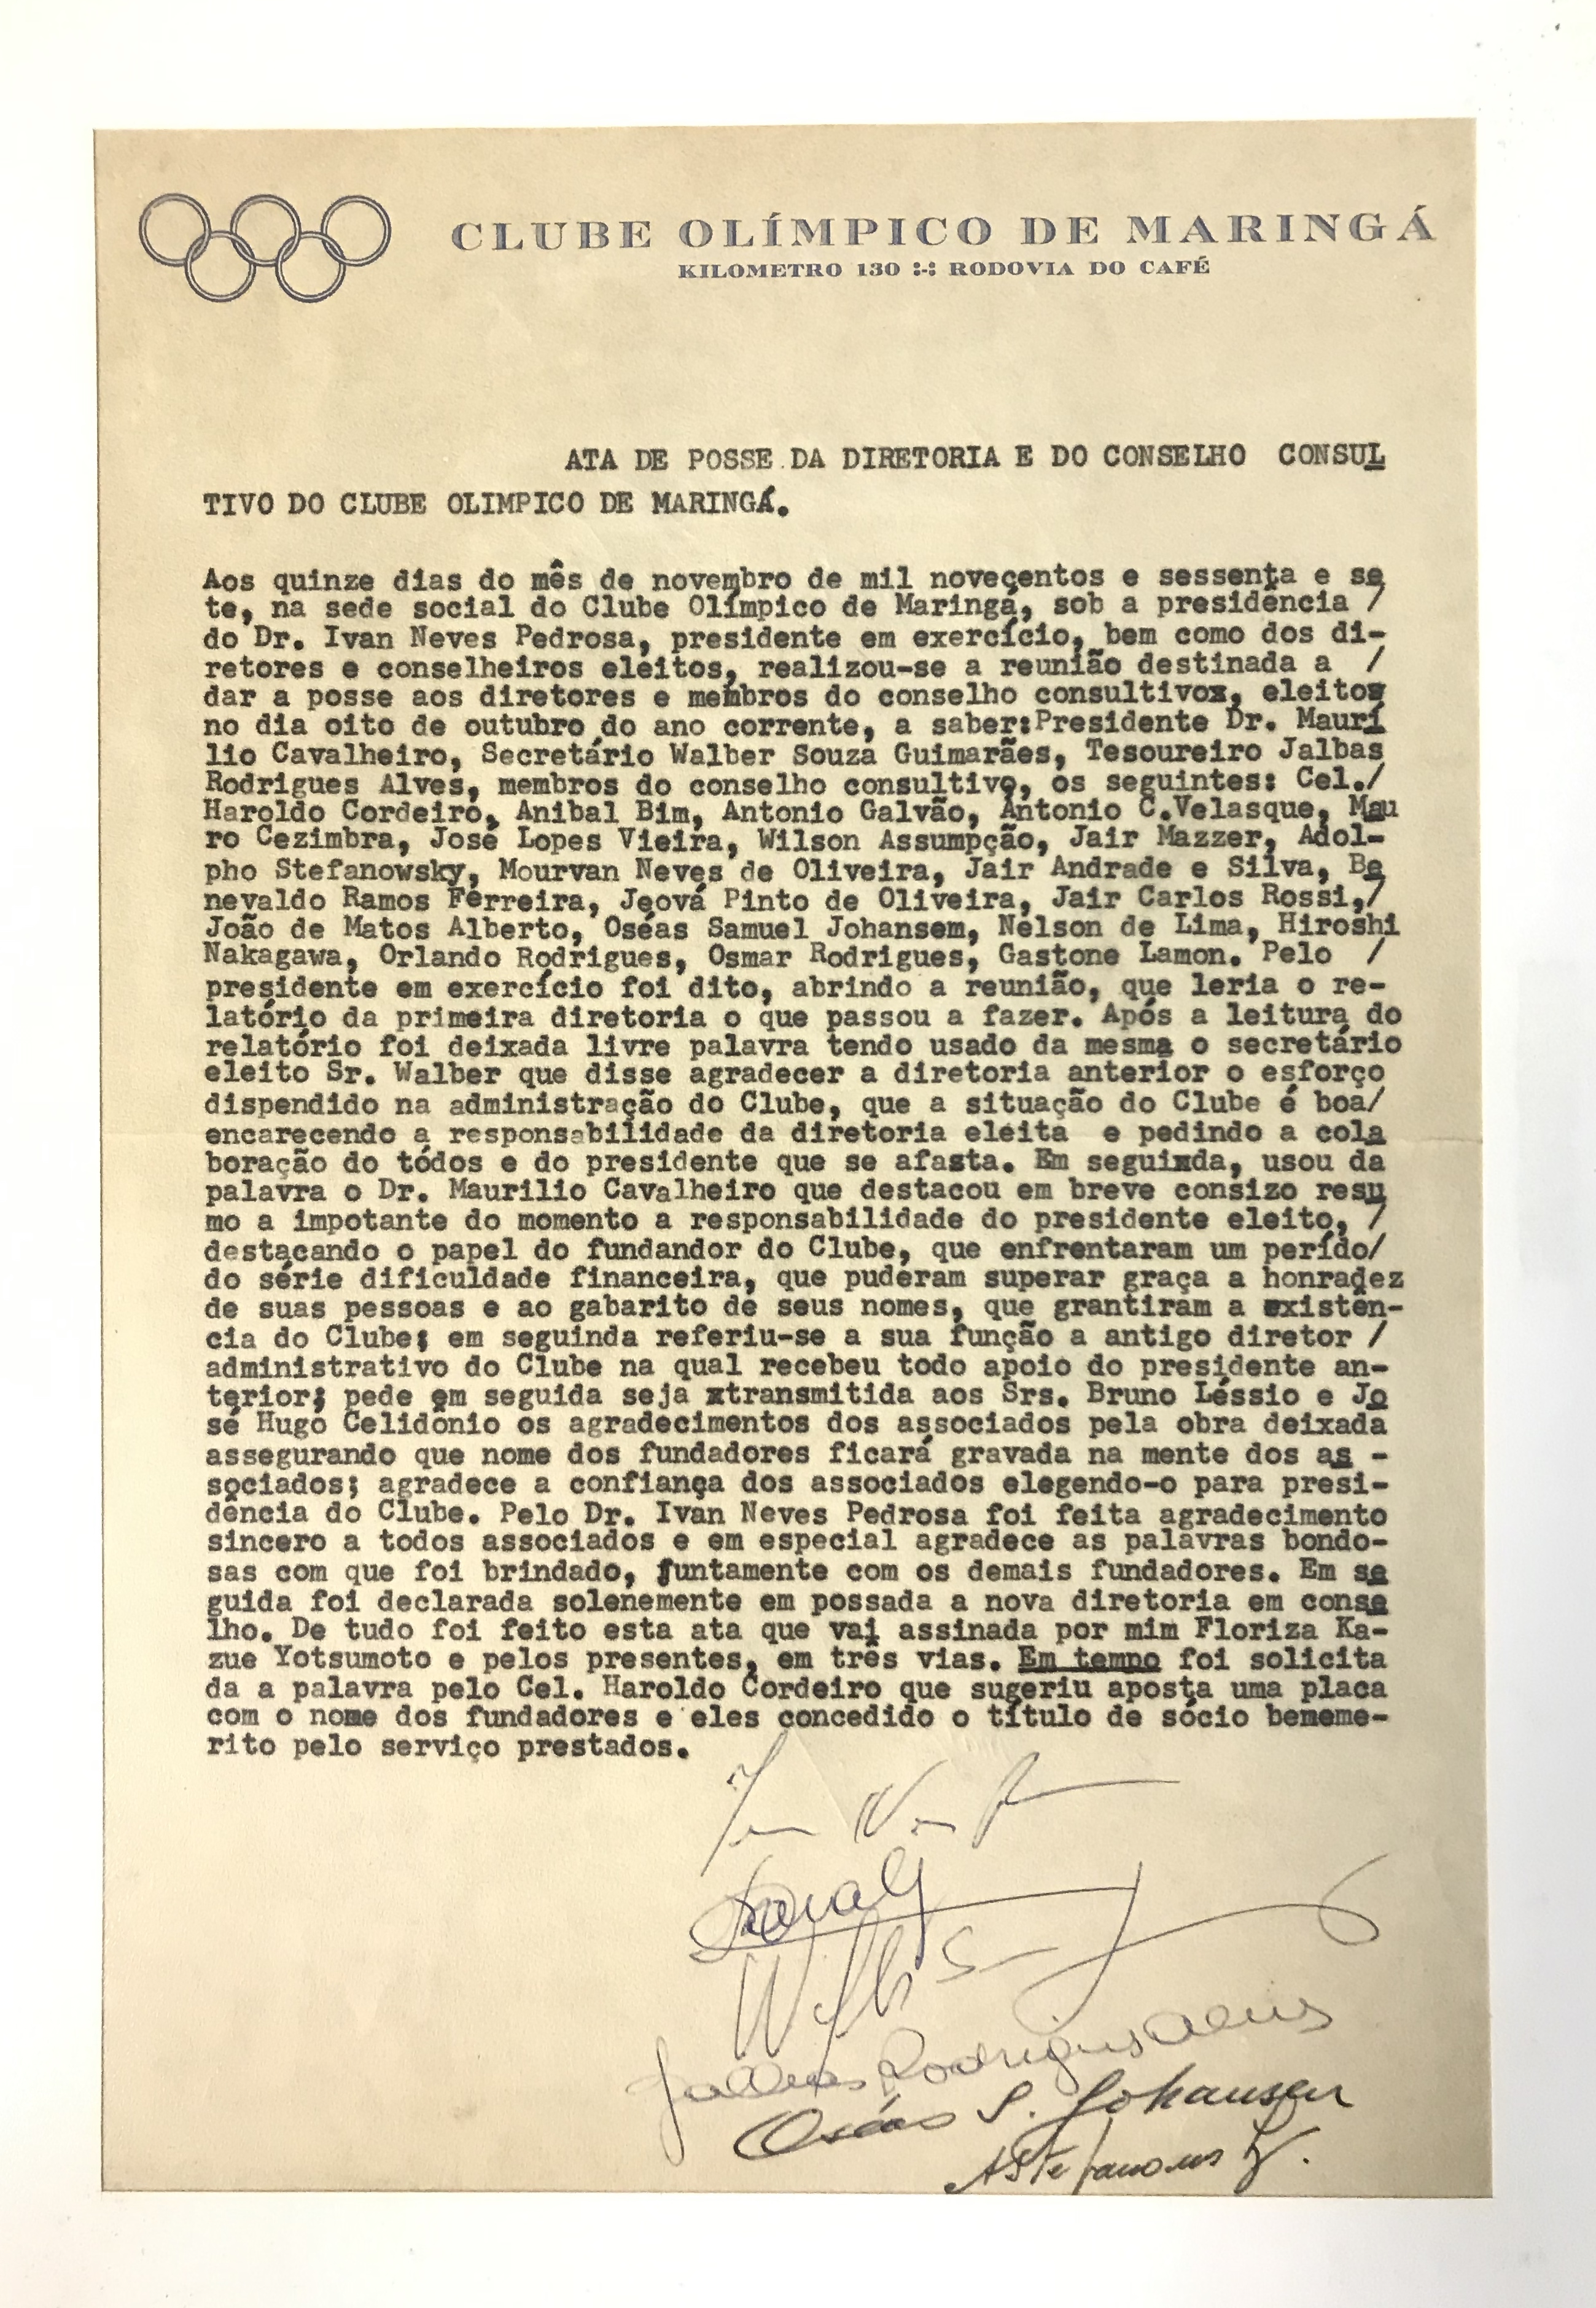 CLUBE OLÍMPICO DE MARINGÁ
KILOMETRO 130 :-: RODOVIA DO CAFÉ
ATA DE POSSE DA DIRETORIA E DO CONSELHO CONSUL
TIVO DO CLUBE OLIMPICO DE MARINGÁ.
Aos quinze dias do mês de novembro de mil noveçentos e sessenta e se
te, na sede social do Clube Olímpico de Maringá, sob a presidência /
do Dr. Ivan Neves Pedrosa, presidente em exercício, bem como dos di-
retores e conselheiros eleitos, realizou-se a reunião destinada a /
dar a posse aos diretores e membros do conselho consultivox, eleitos
no dia oito de outubro do ano corrente, a saber:Presidente Dr. Maurí
lio Cavalheiro, Secretário Walber Souza Guimarães, Tesoureiro Jalbas
Rodrigues Alves, membros do conselho consultivo, os seguintes: Cel./
Haroldo Cordeiro, Anibal Bim, Antonio Galvão, Antonio C.Velasque, Mau
ro Cezimbra, José Lopes Vieira, Wilson Assumpção, Jair Mazzer, Adol-
pho Stefanowsky, Mourvan Neves de Oliveira, Jair Andrade e Silva, Be
nevaldo Ramos Ferreira, Jeová Pinto de Oliveira, Jair Carlos Rossi,/
João de Matos Alberto, Oséas Samuel Johansem, Nelson de Lima, Hiroshi
Nakagawa, Orlando Rodrigues, Osmar Rodrigues, Gastone Lamon. Pelo /
presidente em exercício foi dito, abrindo a reunião, que leria o re-
latório da primeira diretoria o que passou a fazer. Após a leitura do
relatório foi deixada livre palavra tendo usado da mesma o secretário
eleito Sr. Walber que disse agradecer a diretoria anterior o esforço
dispendido na administração do Clube, que a situação do Clube é boa/
encarecendo a responsabilidade da diretoria eleita e pedindo a cola
boração do tódos e do presidente que se afasta. Em seguixda, usou da
palavra o Dr. Maurilio Cavalheiro que destacou em breve consizo resu
mo a impotante do momento a responsabilidade do presidente eleito, /
destacando o papel do fundandor do Clube, que enfrentaram um perído/
do série dificuldade financeira, que puderam superar graça a honradez
de suas pessoas e ao gabarito de seus nomes, que grantiram a existên-
cia do Clube; em seguinda referiu-se a sua função a antigo diretor /
administrativo do Clube na qual recebeu todo apoio do presidente an-
terior; pede em seguida seja xtransmitida aos Srs. Bruno Léssio e Jo
sé Hugo Celidônio os agradecimentos dos associados pela obra deixada
assegurando que nome dos fundadores ficará gravada na mente dos as -
sociados; agradece a confiança dos associados elegendo-o para presi-
dência do Clube. Pelo Dr. Ivan Neves Pedrosa foi feita agradecimento
sincero a todos associados e em especial agradece as palavras bondo-
sas com que foi brindado, juntamente com os demais fundadores. Em se
guida foi declarada solenemente em possada a nova diretoria em conse
lho. De tudo foi feito esta ata que vai assinada por mim Floriza Ka-
zue Yotsumoto e pelos presentes, em três vias. Em tempo foi solicita
da a palavra pelo Cel. Haroldo Cordeiro que sugeriu aposta uma placa
com o nome dos fundadores e eles concedido o título de sócio beneme-
rito pelo serviço prestados.
Jalbas Rodrigues Alves
Oséas S. Johansen